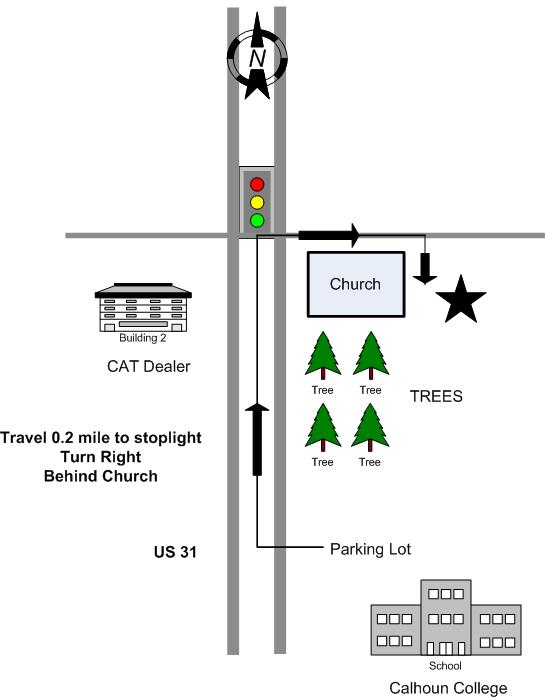 N
Church
Building 2
CAT Dealer
Tree
Tree
TREES
Tree
Tree
Travel 0.2 mile to stoplight
Turn Right
Behind Church
US 31
Parking Lot
School
Calhoun College